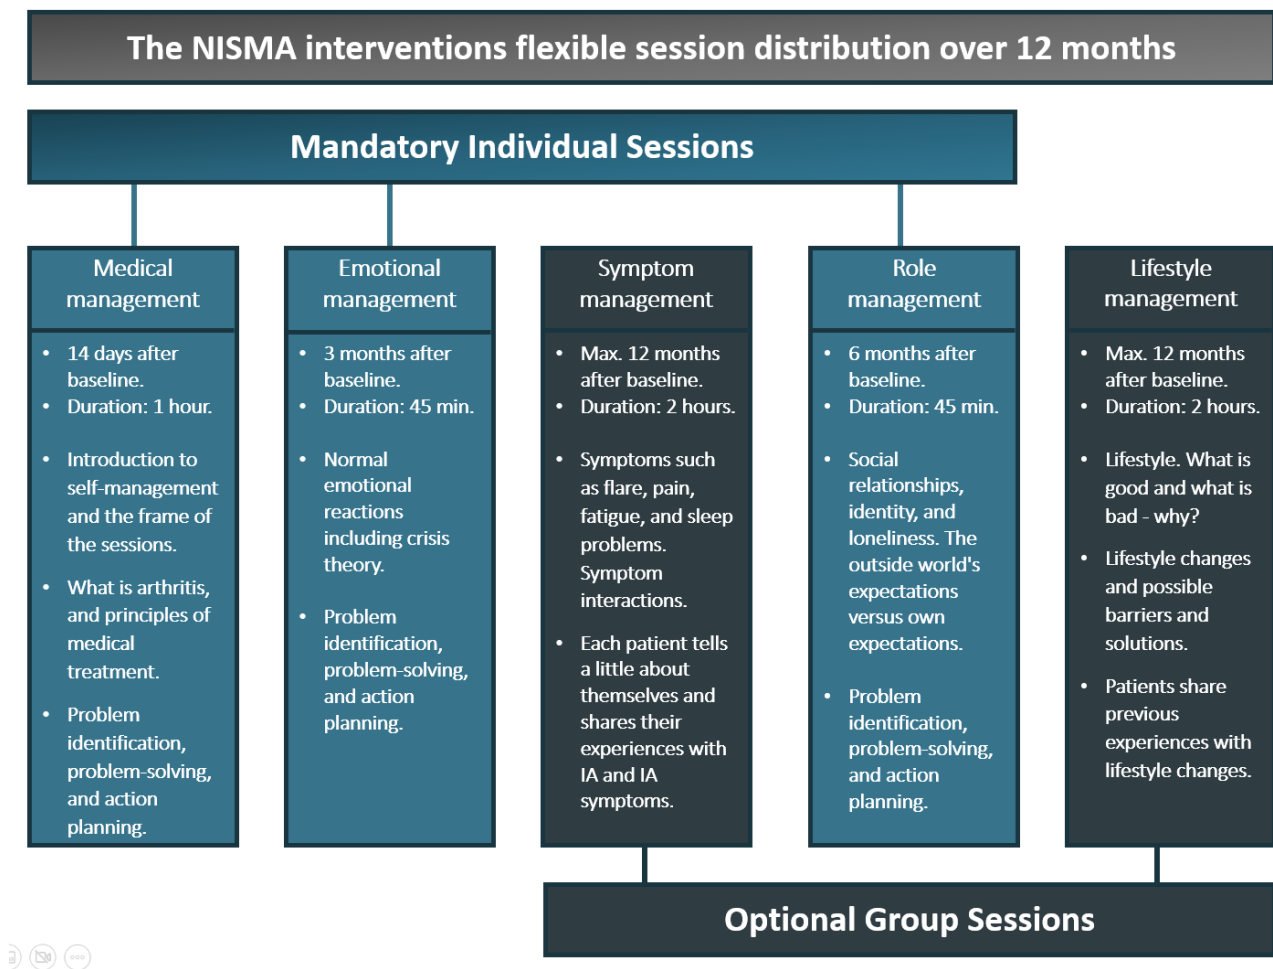 The NISMA interventions flexible session distribution over 12 months
Mandatory Individual Sessions
Medical
management
• 14 days after
baseline.
• Duration: 1 hour.
• Introduction to
self-management
and the frame of
the sessions.
• What is arthritis,
and principles of
medical
treatment.
• Problem
identification,
problem-solving,
and action
planning.
Emotional
management
• 3 months after
baseline.
• Duration: 45 min.
• Normal
emotional
reactions
including crisis
theory.
• Problem
identification,
problem-solving,
and action
planning.
Symptom
management
• Max. 12 months
after baseline.
• Duration: 2 hours.
• Symptoms such
as flare, pain,
fatigue, and sleep
problems.
Symptom
interactions.
• Each patient tells
a little about
themselves and
shares their
experiences with
IA and IA
symptoms.
Role
management
• 6 months after
baseline.
• Duration: 45 min.
• Social
relationships,
identity, and
loneliness. The
outside world's
expectations
versus own
expectations.
• Problem
identification,
problem-solving,
and action
planning.
Lifestyle
management
• Max. 12 months
after baseline.
• Duration: 2 hours.
• Lifestyle. What is
good and what is
bad - why?
• Lifestyle changes
and possible
barriers and
solutions.
• Patients share
previous
experiences with
lifestyle changes.
Optional Group Sessions